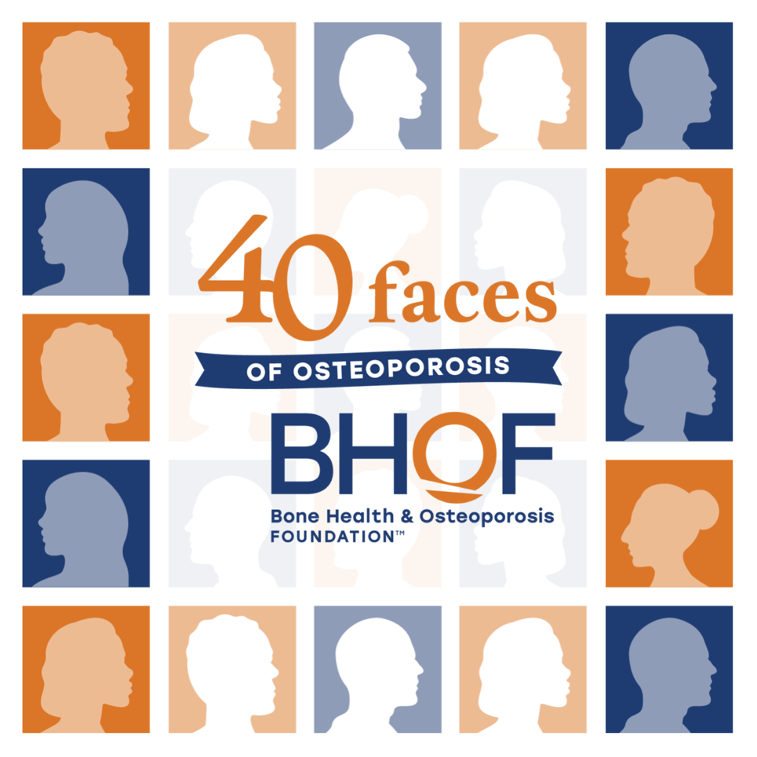 40 faces
OF OSTEOPOROSIS
BHOF
Bone Health & Osteoporosis
FOUNDATION™